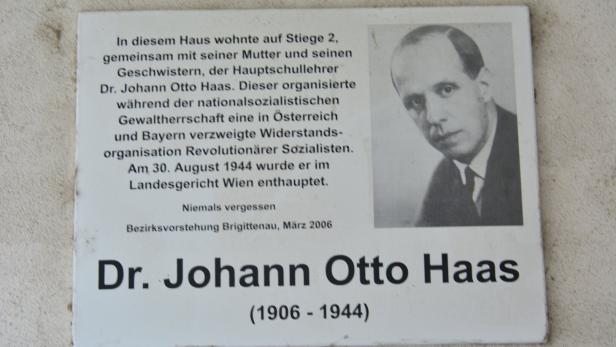 In diesem Haus wohnte auf Stiege 2,
gemeinsam mit seiner Mutter und seinen
Geschwistern, der Hauptschullehrer
Dr. Johann Otto Haas. Dieser organisierte
während der nationalsozialistischen
Gewaltherrschaft eine in Österreich
und Bayern verzweigte Widerstands-
organisation Revolutionärer Sozialisten.
Am 30. August 1944 wurde er im
Landesgericht Wien enthauptet.
Niemals vergessen
Bezirksvorstehung Brigittenau, März 2006
Dr. Johann Otto Haas
(1906 - 1944)